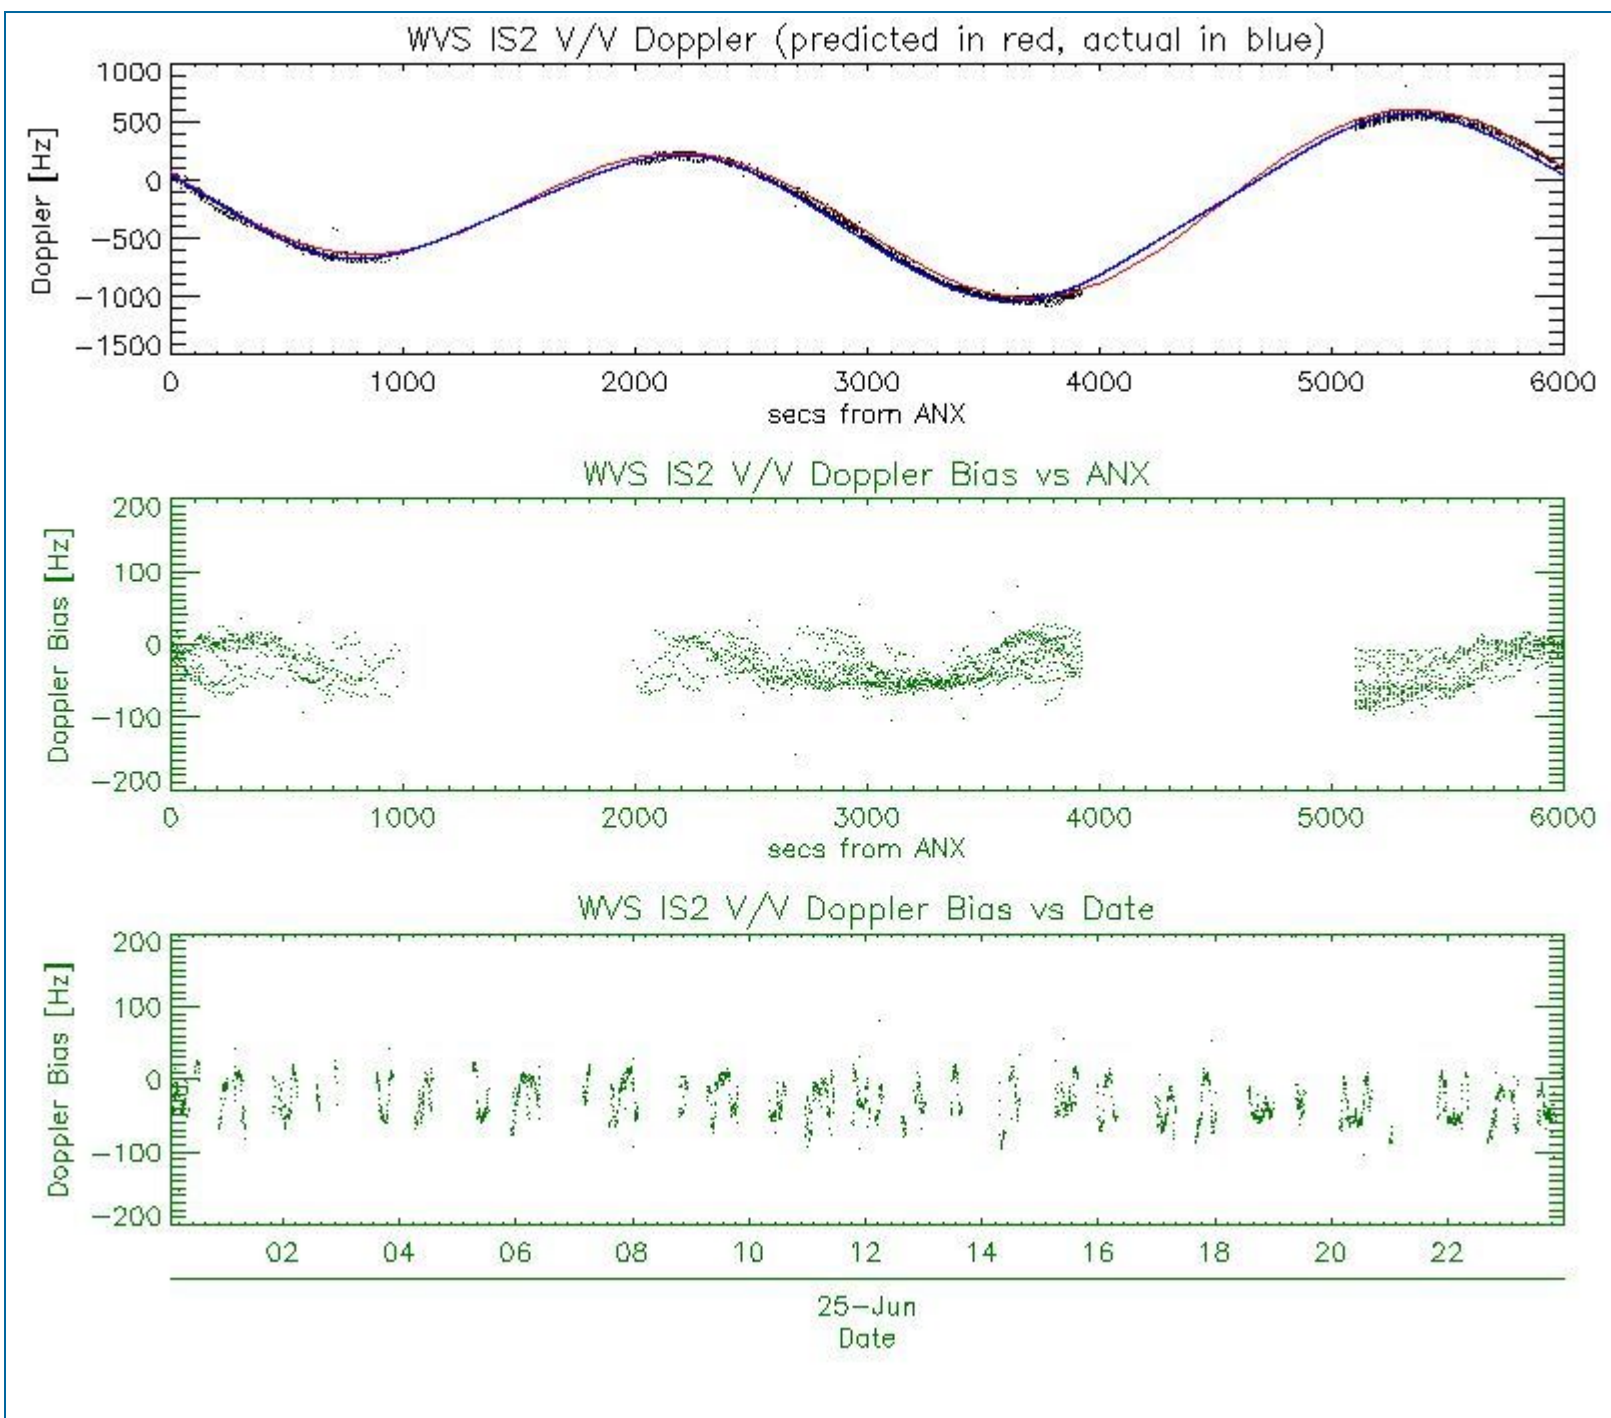 WVS IS2 V/V Doppler (predicted in red, actual in blue)
Doppler [Hz]
1000
500
0
-500
-1000
-1500
0 1000 2000 3000 4000 5000 6000
secs from ANX
WVS IS2 V/V Doppler Bias vs ANX
Doppler Bias [Hz]
200
100
0
-100
-200
0 1000 2000 3000 4000 5000 6000
secs from ANX
WVS IS2 V/V Doppler Bias vs Date
Doppler Bias [Hz]
200
100
0
-100
-200
02 04 06 08 10 12 14 16 18 20 22
25-Jun
Date